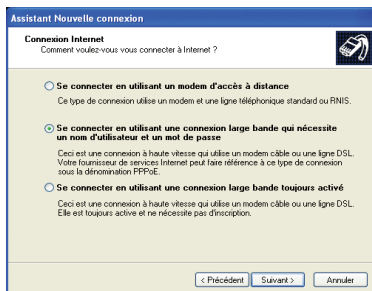 Assistant Nouvelle connexion
Connexion Internet
Comment voulez-vous vous connecter à Internet ?
Se connecter en utilisant un modem d'accès à distance
Ce type de connexion utilise un modem et une ligne téléphonique standard ou RNIS.
Se connecter en utilisant une connexion large bande qui nécessite
un nom d'utilisateur et un mot de passe
Ceci est une connexion à haute vitesse qui utilise un modem câble ou une ligne DSL.
Votre fournisseur de services Internet peut faire référence à ce type de connexion
sous la dénomination PPPoE.
Se connecter en utilisant une connexion large bande toujours activé
Ceci est une connexion à haute vitesse qui utilise un modem câble ou une ligne DSL.
Elle est toujours active et ne nécessite pas d'inscription.
< Précédent Suivant > Annuler